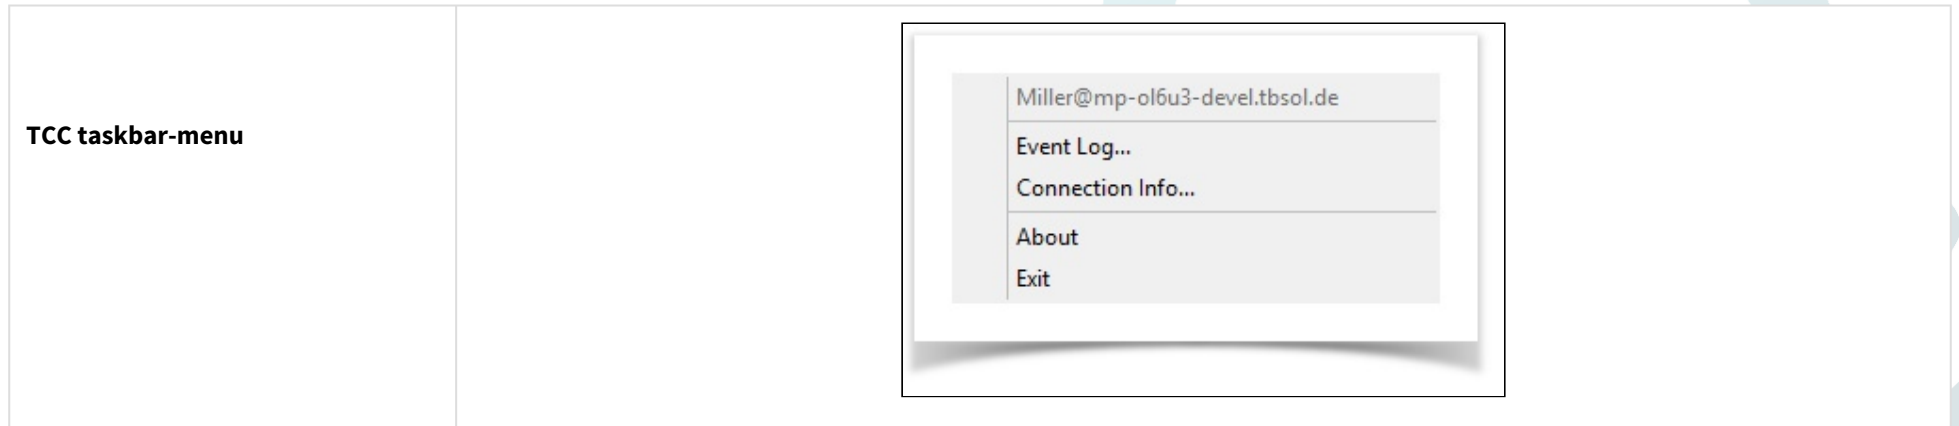 TCC taskbar-menu
Miller@mp-ol6u3-devel.tbsol.de
Event Log...
Connection Info...
About
Exit